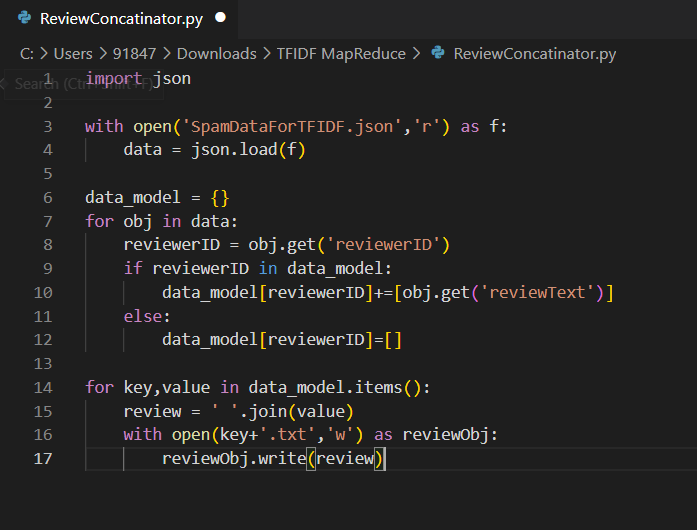 ReviewConcatinator.py
C: > Users > 91847 > Downloads > TFIDF MapReduce > ReviewConcatinator.py
Search (Ctrl+Shift+F)
1 import json
2
3 with open('SpamDataForTFIDF.json','r') as f:
4     data = json.load(f)
5
6 data_model = {}
7 for obj in data:
8     reviewerID = obj.get('reviewerID')
9     if reviewerID in data_model:
10         data_model[reviewerID]+=[obj.get('reviewText')]
11     else:
12         data_model[reviewerID]=[]
13
14 for key,value in data_model.items():
15     review = ' '.join(value)
16     with open(key+'.txt','w') as reviewObj:
17         reviewObj.write(review)